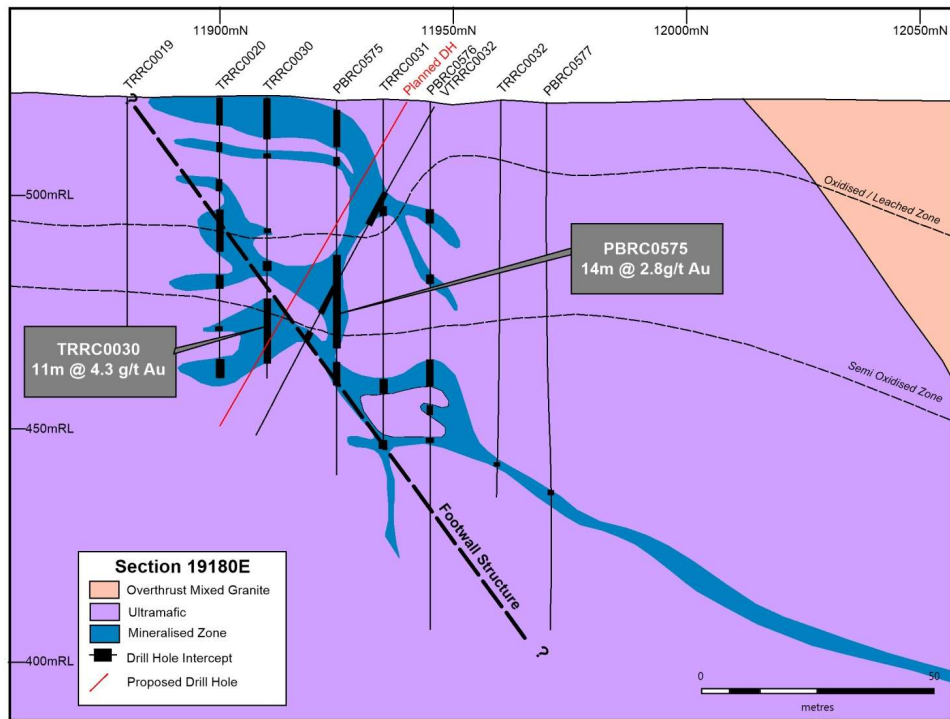 11900mN
11950mN
12000mN
12050mN
TRRC0019
TRRC0020
TRRC0030
PBRC0575
TRRC0031
Planned DH
PBRC0576
VTRRC0032
TRRC0032
PBRC0577
?
500mRL
Oxidised / Leached Zone
PBRC0575
14m @ 2.8g/t Au
TRRC0030
11m @ 4.3 g/t Au
Semi Oxidised Zone
450mRL
Footwall Structure
?
Section 19180E
Overthrust Mixed Granite
Ultramafic
Mineralised Zone
Drill Hole Intercept
Proposed Drill Hole
400mRL
0
50
metres